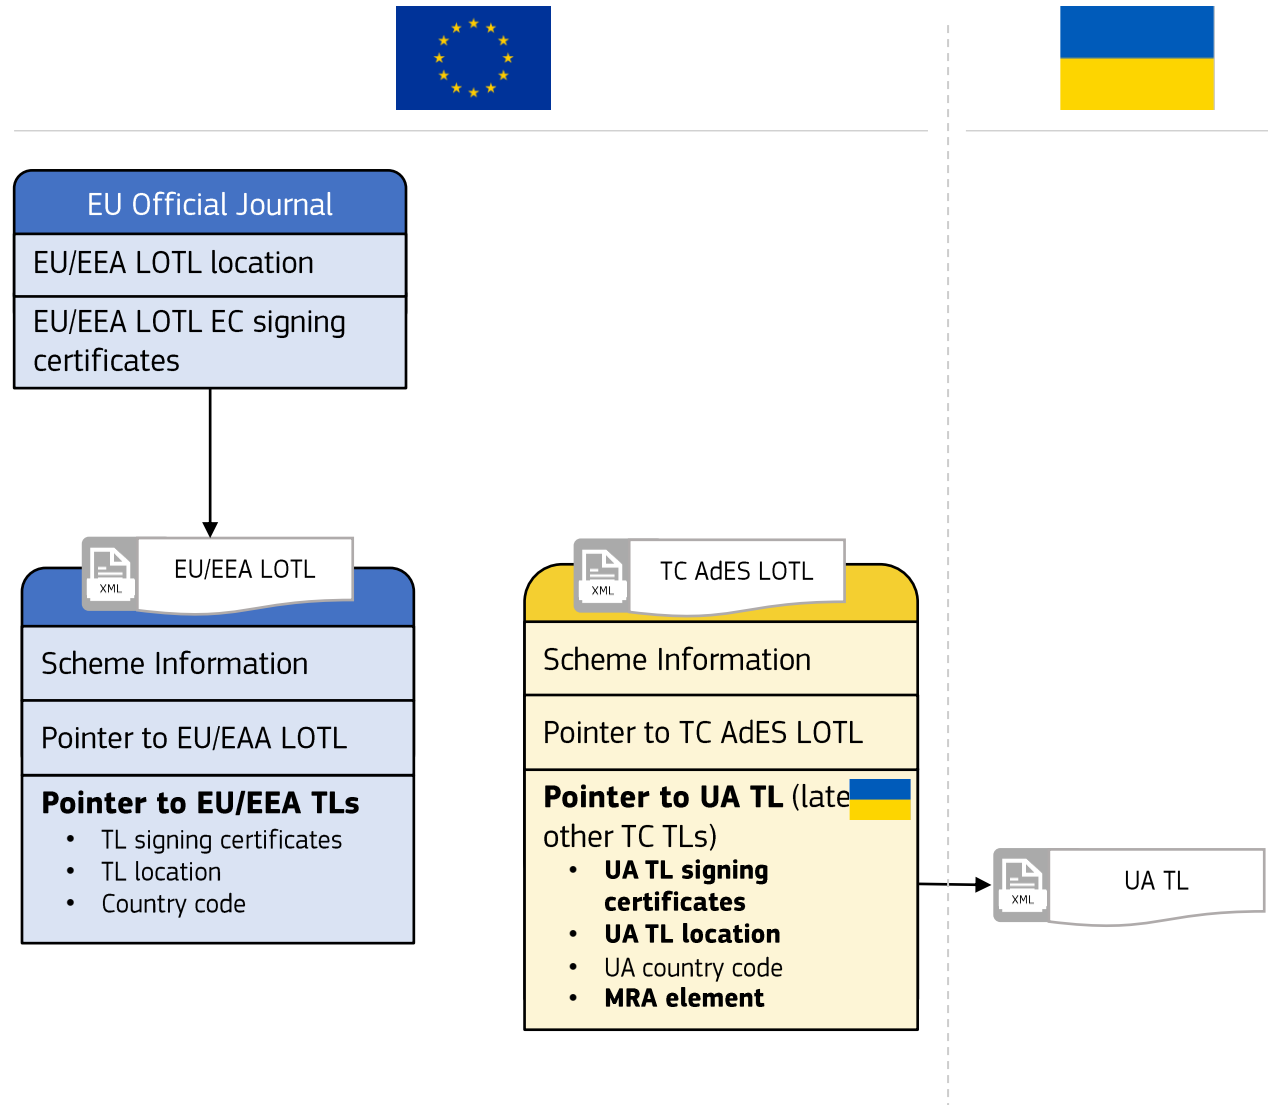 EU Official Journal
EU/EEA LOTL location
EU/EEA LOTL EC signing
certificates
XML
EU/EEA LOTL
Scheme Information
Pointer to EU/EAA LOTL
Pointer to EU/EEA TLs
• TL signing certificates
• TL location
• Country code
XML
TC AdES LOTL
Scheme Information
Pointer to TC AdES LOTL
Pointer to UA TL (late
other TC TLs)
• UA TL signing
certificates
• UA TL location
• UA country code
• MRA element
XML
UA TL